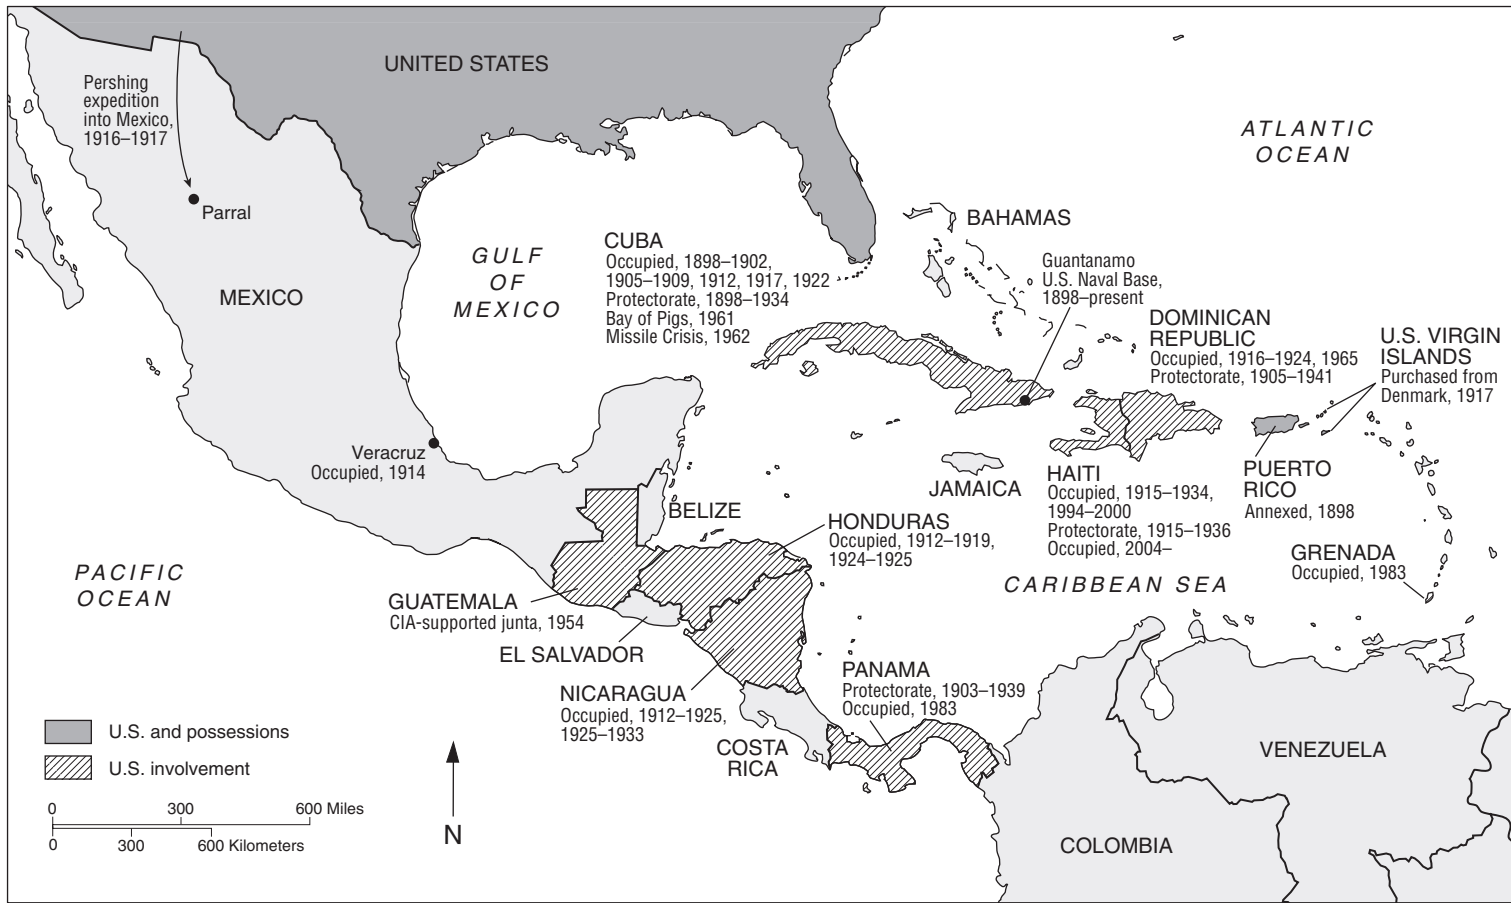 UNITED STATES
Pershing
expedition
into Mexico,
1916–1917
Parral
MEXICO
GULF
OF
MEXICO
ATLANTIC
OCEAN
BAHAMAS
CUBA
Occupied, 1898–1902,
1905–1909, 1912, 1917, 1922
Protectorate, 1898–1934
Bay of Pigs, 1961
Missile Crisis, 1962
Guantanamo
U.S. Naval Base,
1898–present
DOMINICAN
REPUBLIC
Occupied, 1916–1924, 1965
Protectorate, 1905–1941
U.S. VIRGIN
ISLANDS
Purchased from
Denmark, 1917
Veracruz
Occupied, 1914
BELIZE
JAMAICA
HAITI
Occupied, 1915–1934,
1994–2000
Protectorate, 1915–1936
Occupied, 2004–
PUERTO
RICO
Annexed, 1898
HONDURAS
Occupied, 1912–1919,
1924–1925
GRENADA
Occupied, 1983
CARIBBEAN SEA
PACIFIC
OCEAN
GUATEMALA
CIA-supported junta, 1954
EL SALVADOR
NICARAGUA
Occupied, 1912–1925,
1925–1933
PANAMA
Protectorate, 1903–1939
Occupied, 1983
COSTA
RICA
VENEZUELA
COLOMBIA
U.S. and possessions
U.S. involvement
0 300 600 Miles
0 300 600 Kilometers
N